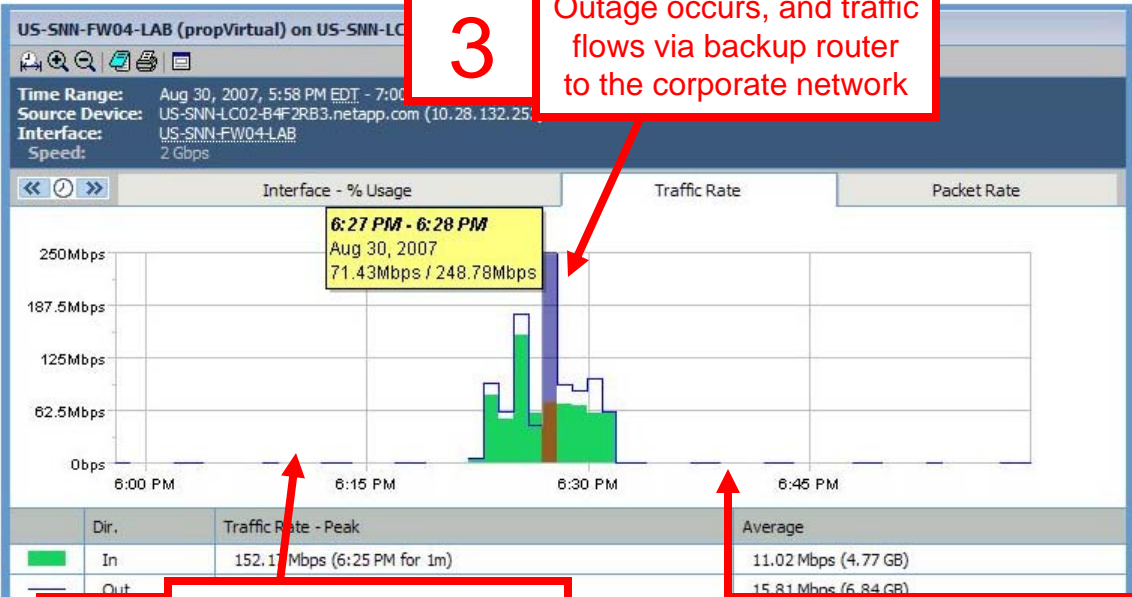 US-SNN-FW04-LAB (propVirtual) on US-SNN-LC
3
Outage occurs, and traffic
flows via backup router
to the corporate network
Time Range: Aug 30, 2007, 5:58 PM EDT - 7:00
Source Device: US-SNN-LC02-B4F2RB3.netapp.com (10.28.132.25
Interface: US-SNN-FW04-LAB
Speed: 2 Gbps
Interface - % Usage
Traffic Rate
Packet Rate
6:27 PM - 6:28 PM
Aug 30, 2007
71.43Mbps / 248.78Mbps
250Mbps
187.5Mbps
125Mbps
62.5Mbps
0bps
6:00 PM 6:15 PM 6:30 PM 6:45 PM
Dir. Traffic Rate - Peak Average
In 152.17 Mbps (6:25 PM for 1m) 11.02 Mbps (4.77 GB)
Out 15.81 Mbps (6.84 GB)